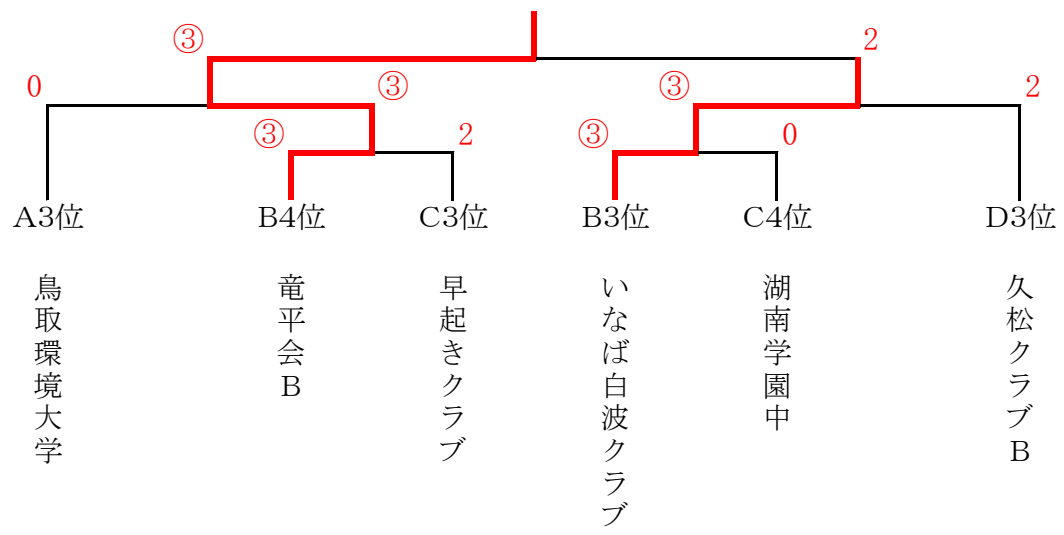 ③
2
0
③
③
2
③
2
③
0
A3位
B4位
C3位
B3位
C4位
D3位
鳥取環境大学
竜平会B
早起きクラブ
いなば白波クラブ
湖南学園中
久松クラブB